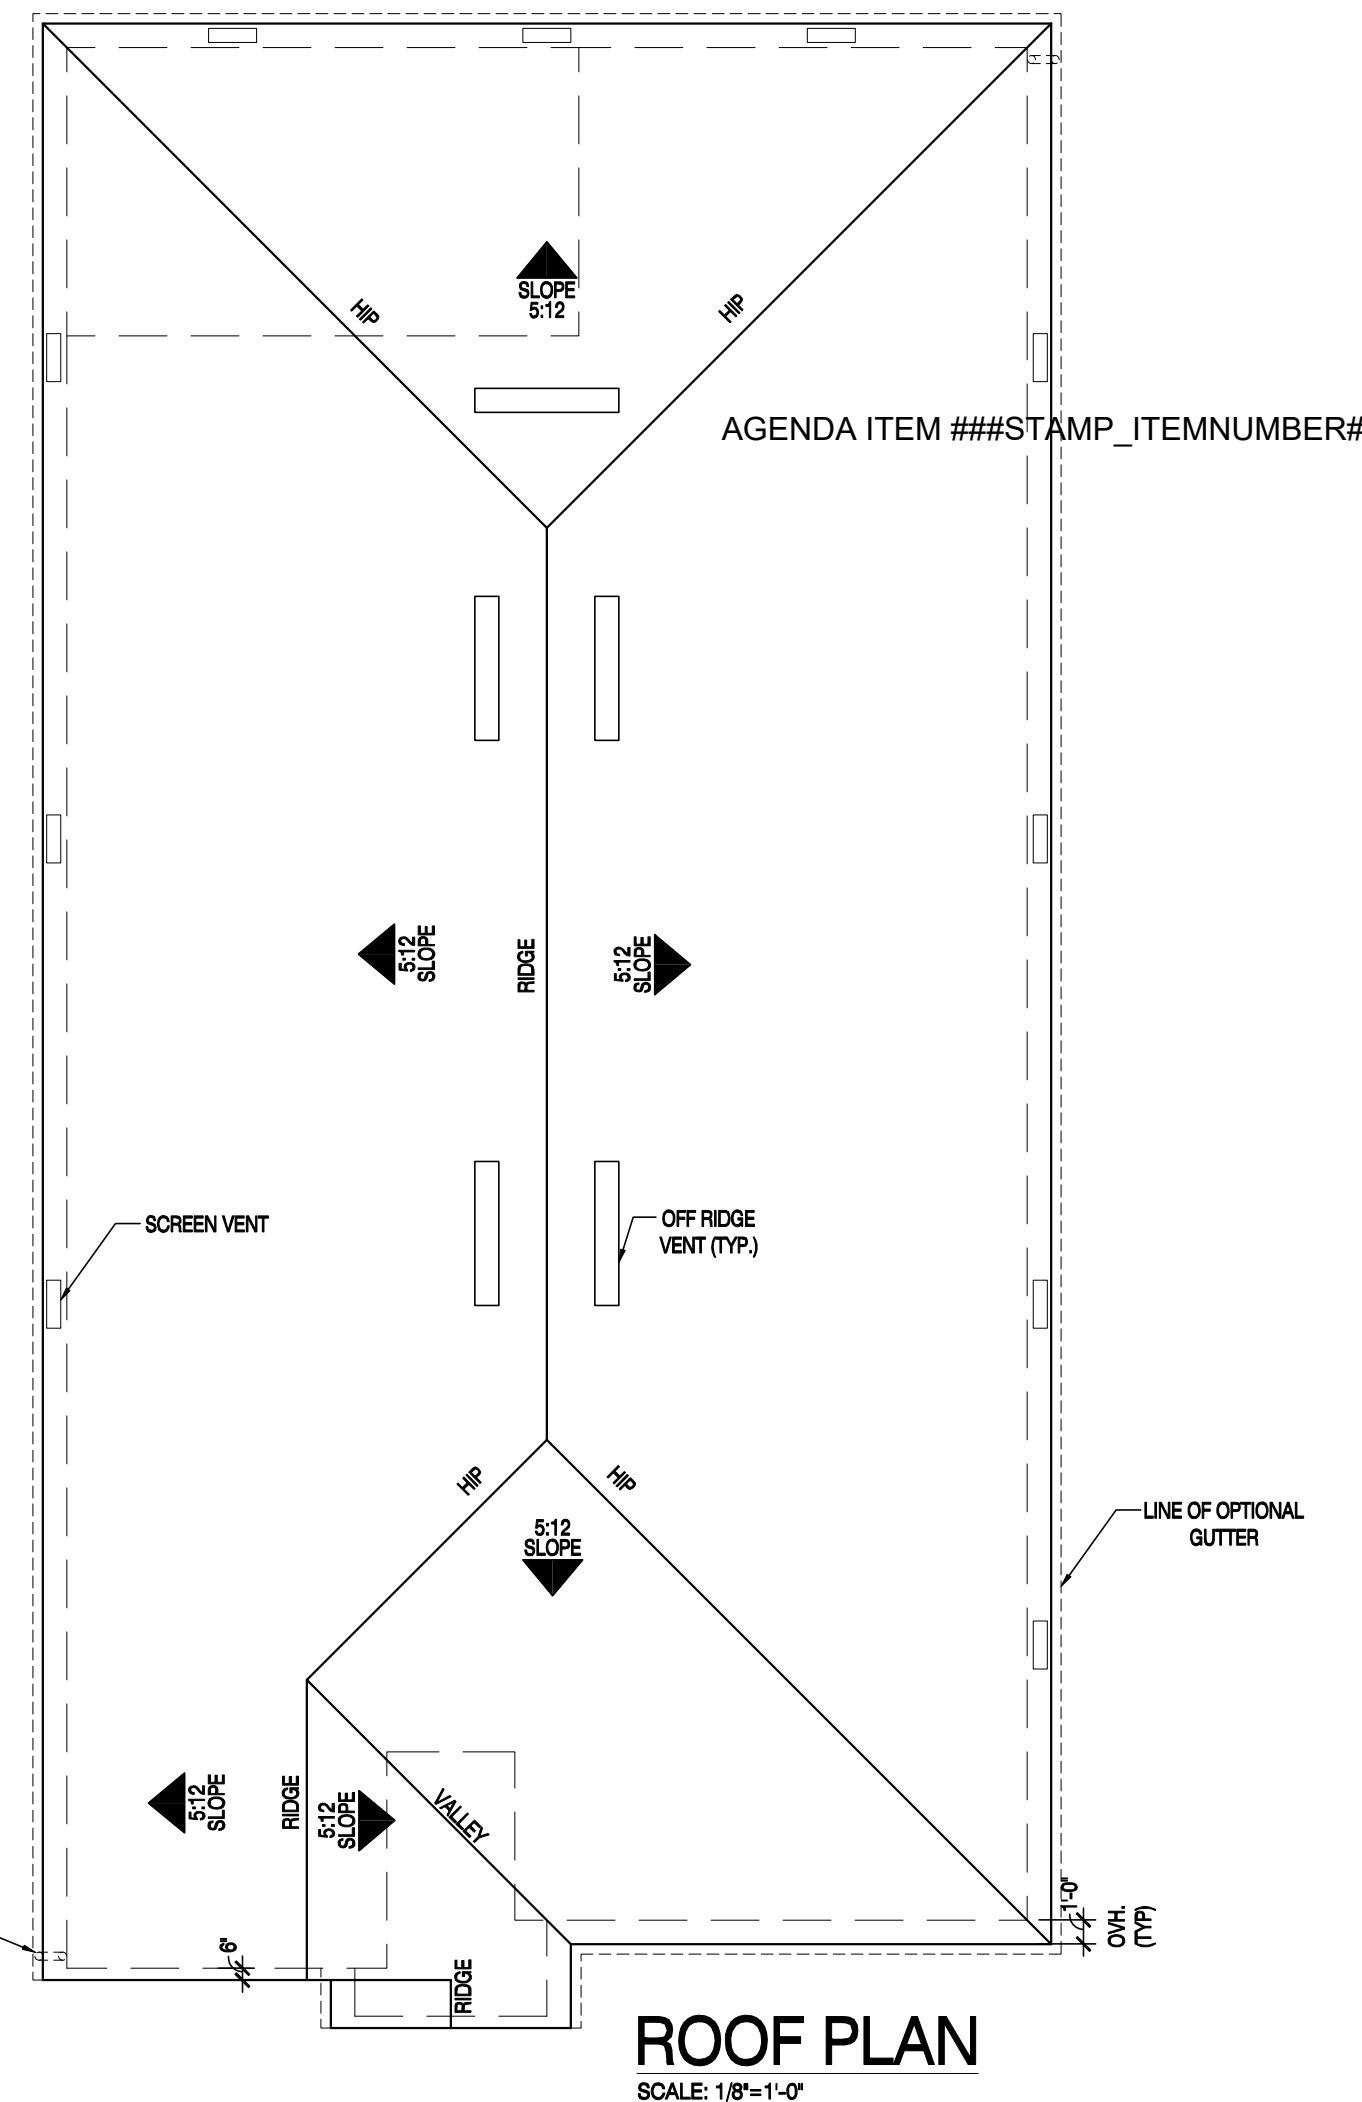 SLOPE
5:12
HIP
HIP
AGENDA ITEM ###STAMP_ITEMNUMBER#
5:12
SLOPE
RIDGE
5:12
SLOPE
SCREEN VENT
OFF RIDGE
VENT (TYP.)
HIP
HIP
5:12
SLOPE
LINE OF OPTIONAL
GUTTER
5:12
SLOPE
RIDGE
5:12
SLOPE
VALLEY
1'-0"
OVH.
(TYP)
6"
RIDGE
ROOF PLAN
SCALE: 1/8"=1'-0"